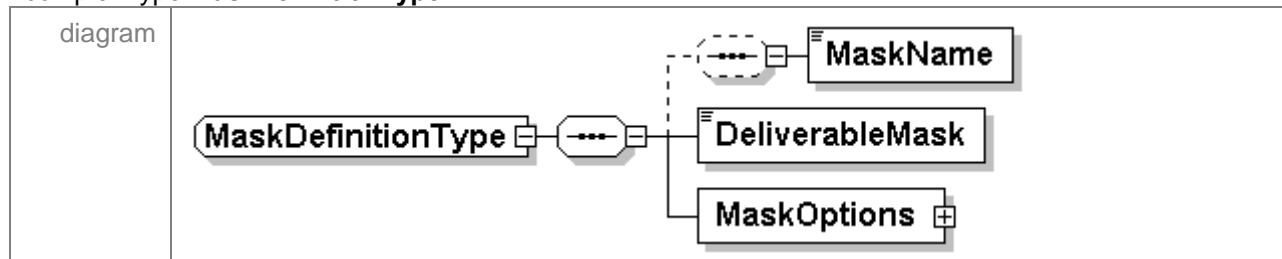 diagram
MaskName
MaskDefinitionType
DeliverableMask
MaskOptions